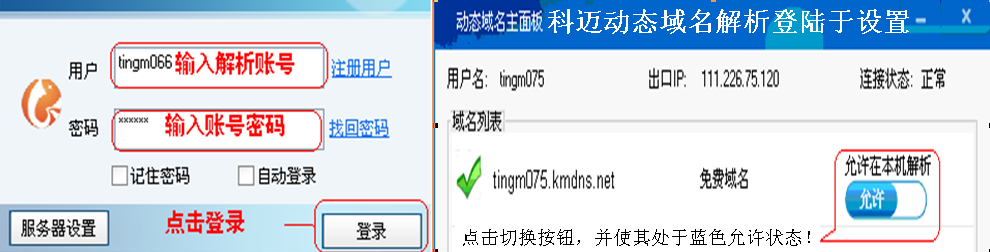 用户 tingm066 输入解析账号 注册用户
密码 ****** 输入账号密码 找回密码
记住密码 自动登录
服务器设置 点击登录 登录
动态域名主面板 科迈动态域名解析登陆于设置
用户名: tingm075 出口IP: 111.226.75.120 连接状态: 正常
域名列表
允许在本机解析
tingm075.kmdns.net 免费域名 允许
点击切换按钮，并使其处于蓝色允许状态！